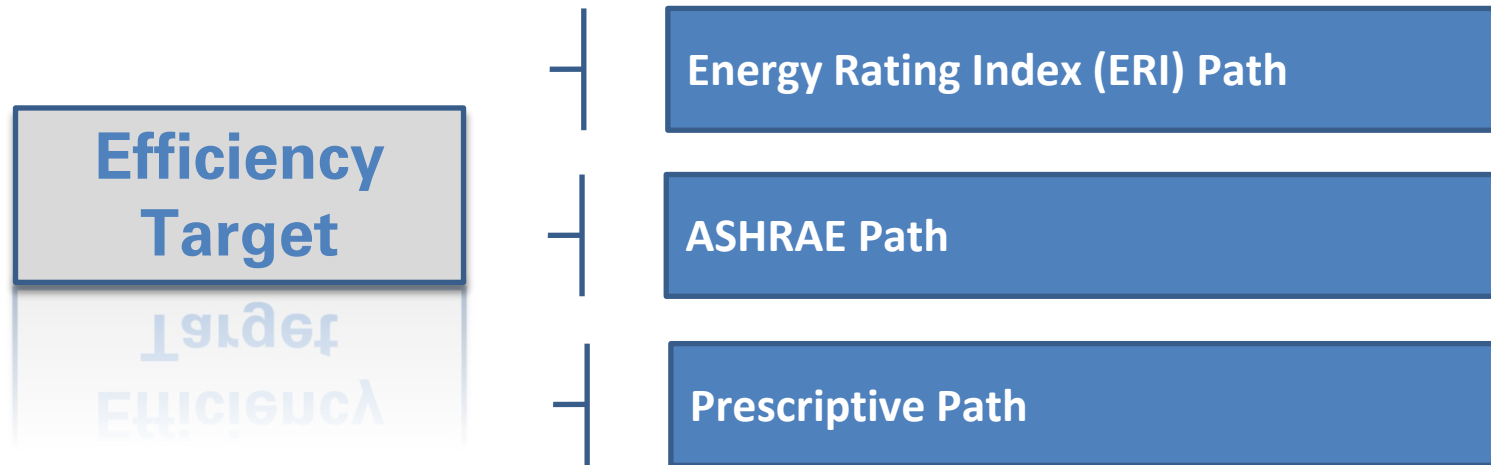 Efficiency
Target
Energy Rating Index (ERI) Path
ASHRAE Path
Prescriptive Path